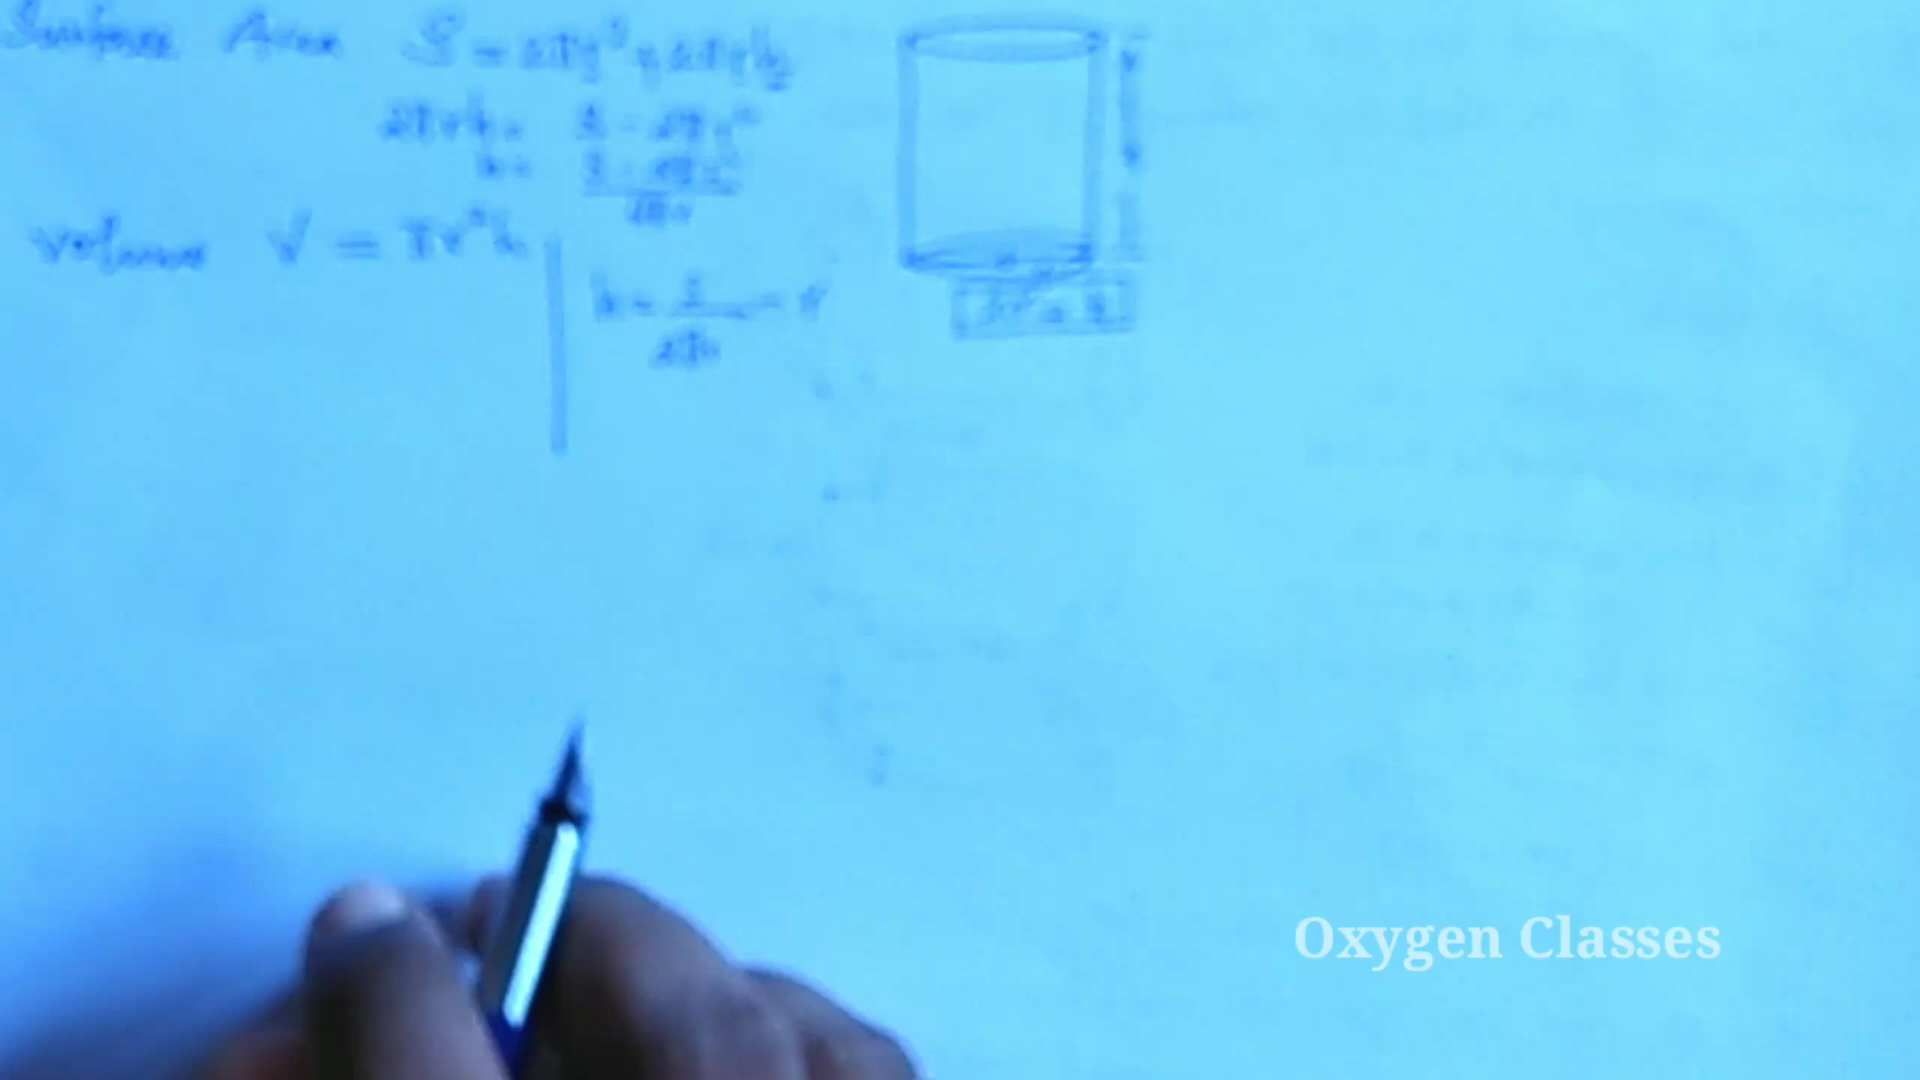 Surface Area S = 2πr² + 2πrh
2πrh = S - 2πr²
h = S - 2πr²
2πr
Volume V = πr²h
h = S/2πr - r
Oxygen Classes